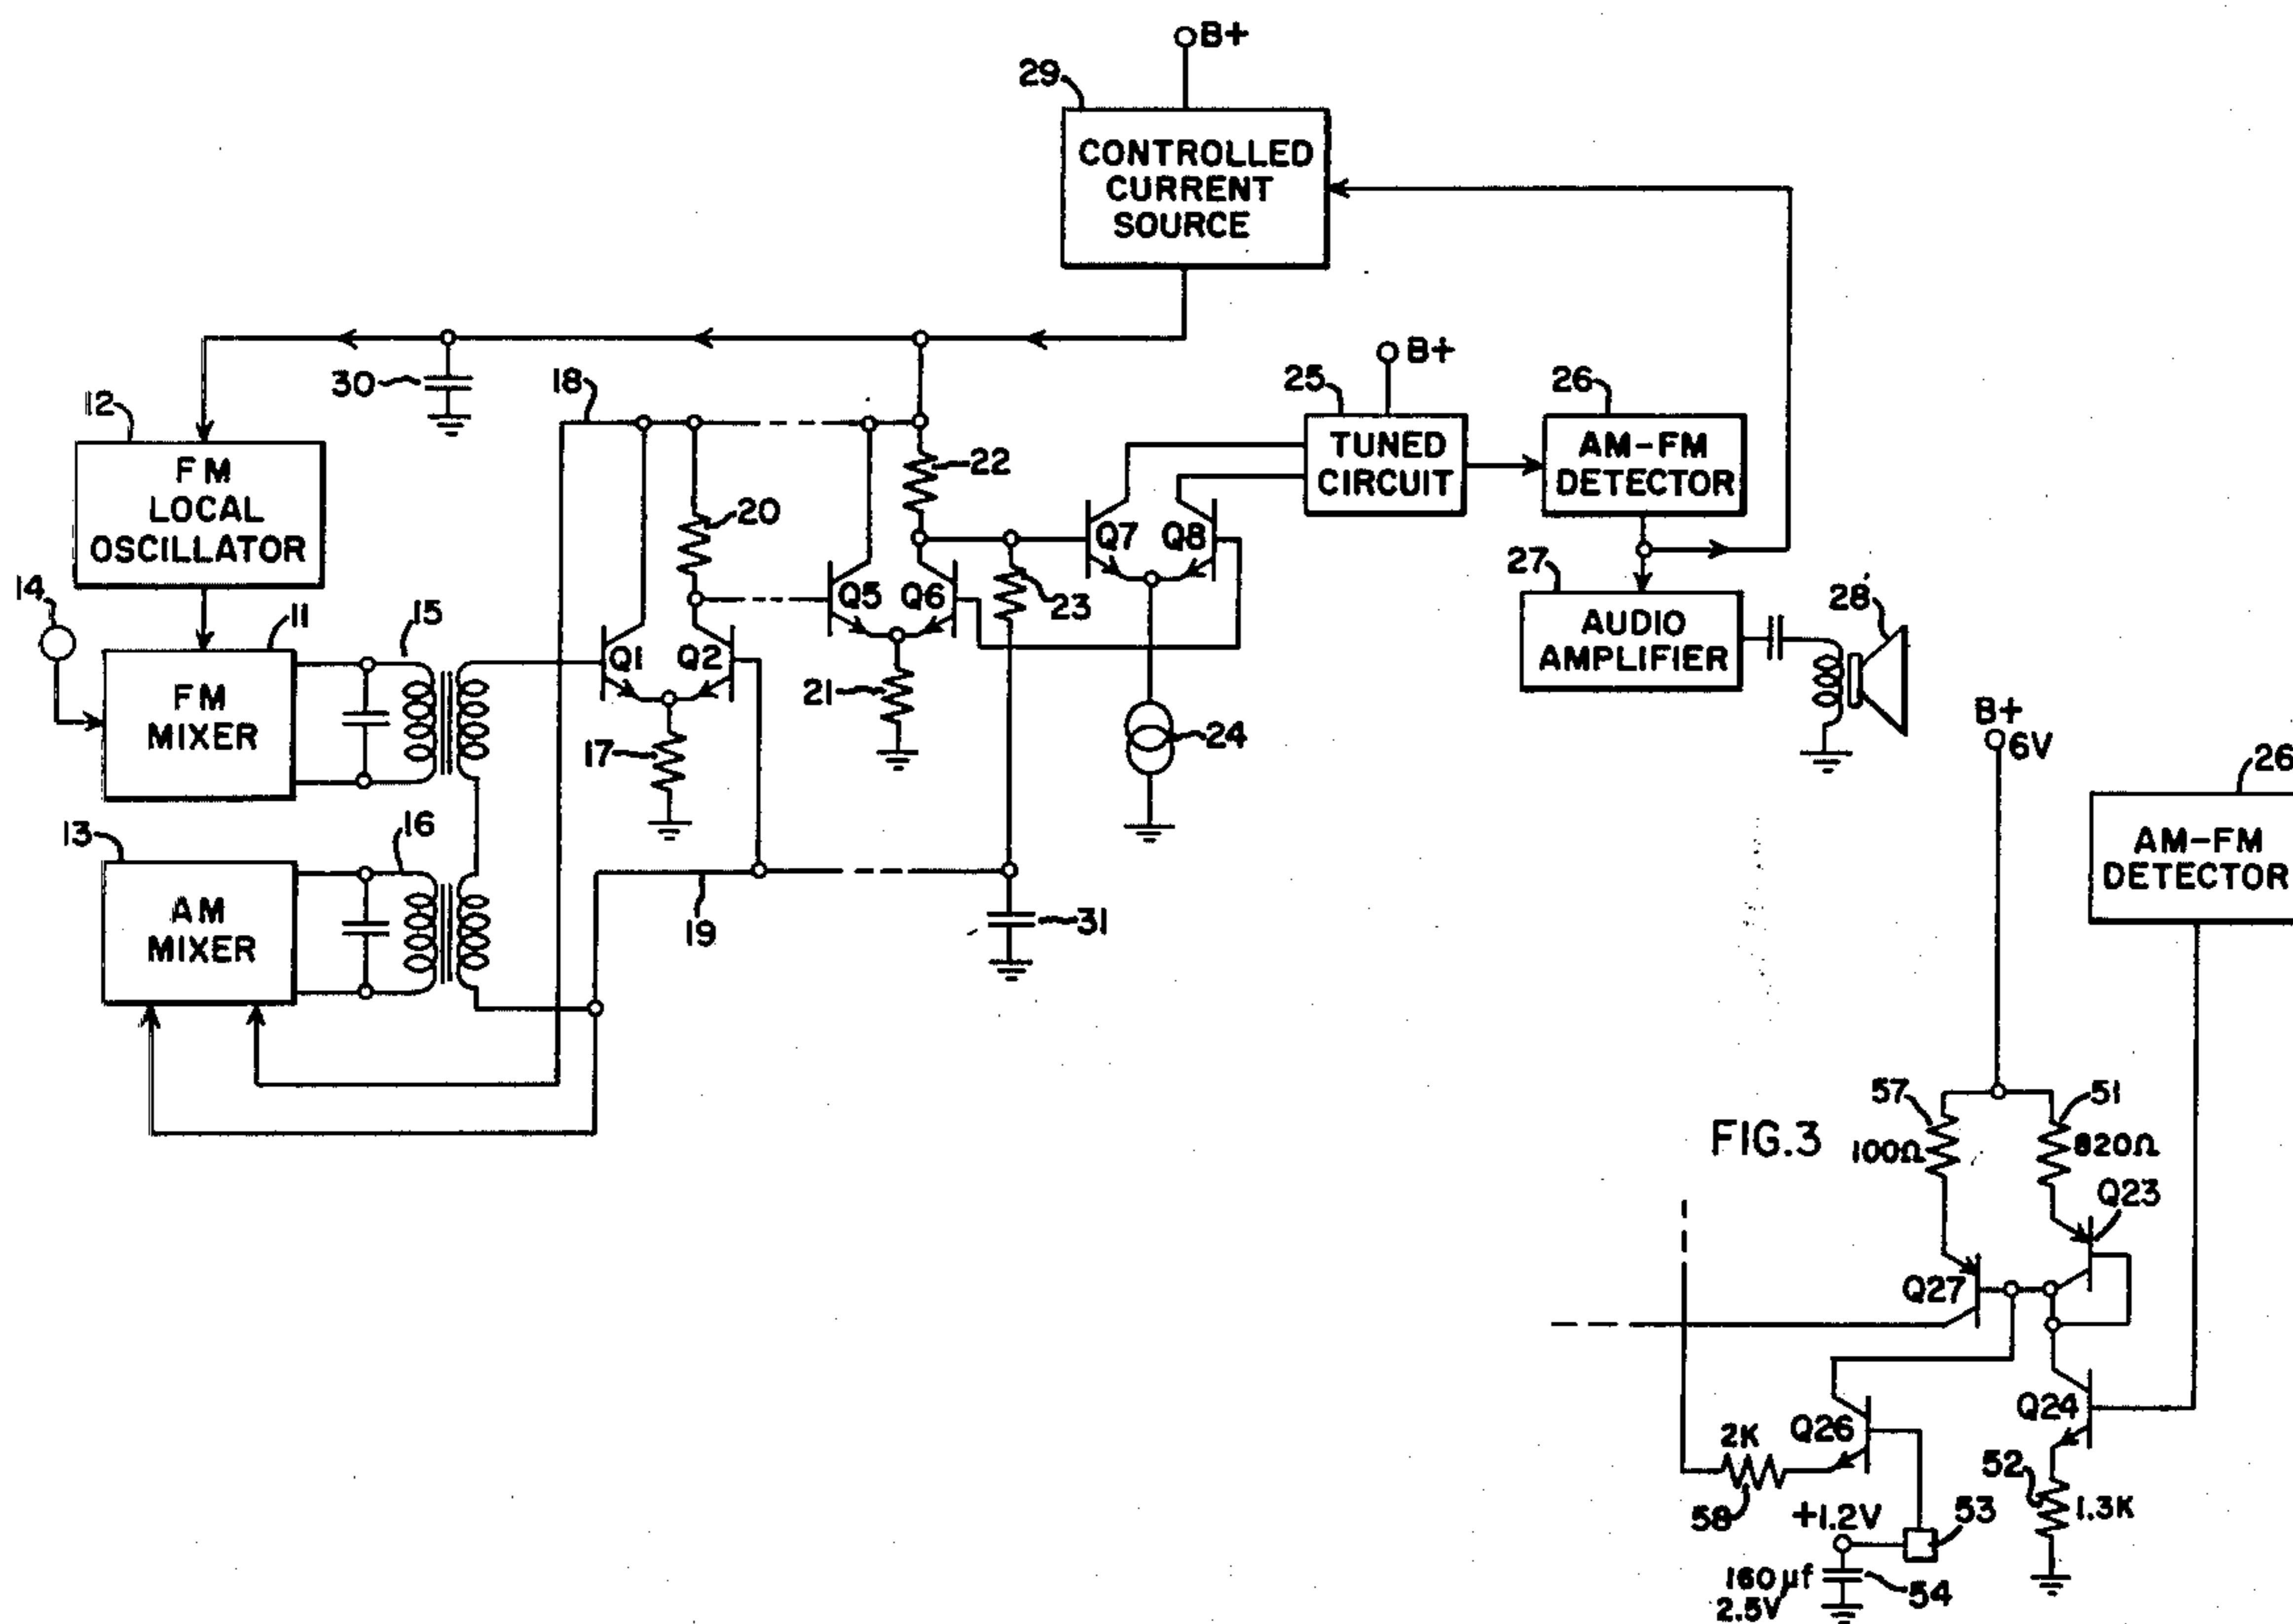 B+
29
CONTROLLED
CURRENT
SOURCE
30
18
12
FM
LOCAL
OSCILLATOR
22
B+
25
TUNED
CIRCUIT
26
AM-FM
DETECTOR
20
Q7
Q8
14
11
15
Q5
Q6
23
27
AUDIO
AMPLIFIER
28
FM
MIXER
Q1
Q2
21
17
24
B+
6V
26
AM-FM
DETECTOR
13
16
AM
MIXER
19
31
57
51
FIG.3
100Ω
820Ω
Q23
Q27
Q24
2K
Q26
52
58
+1.2V
53
1.3K
160 µf
2.5V
54